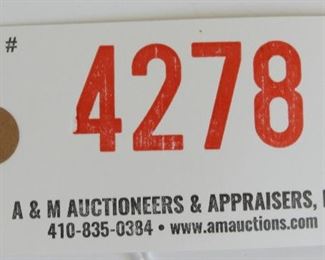 #
4278
A & M AUCTIONEERS & APPRAISERS,
410-835-0384 • www.amauctions.com